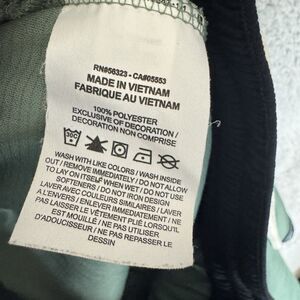 RN#56323 - CA#05553
MADE IN VIETNAM
FABRIQUÉ AU VIETNAM
100% POLYESTER
EXCLUSIVE OF DECORATION /
DÉCORATION NON COMPRISE
WASH WITH LIKE COLORS / WASH INSIDE
OUT / REMOVE IMMEDIATELY / DO NOT ALLOW
TO LAY ON ITSELF WHEN WET / DO NOT USE
SOFTENERS / DO NOT IRON DESIGN
LAVER AVEC COULEURS SIMILAIRES / LAVER
À L'ENVERS / ENLEVER IMMÉDIATEMENT / NE
PAS LAISSER LE VÊTEMENT PLIÉ LORSQU'IL
EST MOUILLÉ / NE PAS UTILISER
D'ADOUCISSEUR / NE PAS REPASSER LE
DESSIN